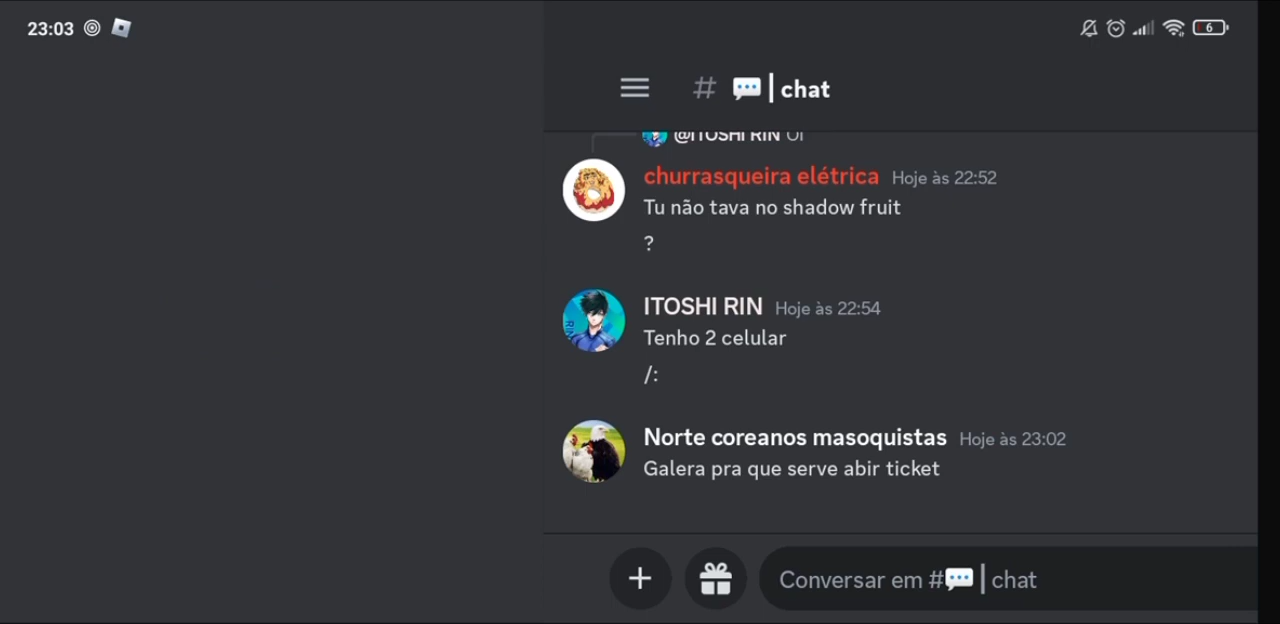 23:03
6
# 💬┃chat
@ITOSHI RIN OI
churrasqueira elétrica Hoje às 22:52
Tu não tava no shadow fruit
?
RIN
ITOSHI RIN Hoje às 22:54
Tenho 2 celular
/:
Norte coreanos masoquistas Hoje às 23:02
Galera pra que serve abir ticket
Conversar em #💬┃chat